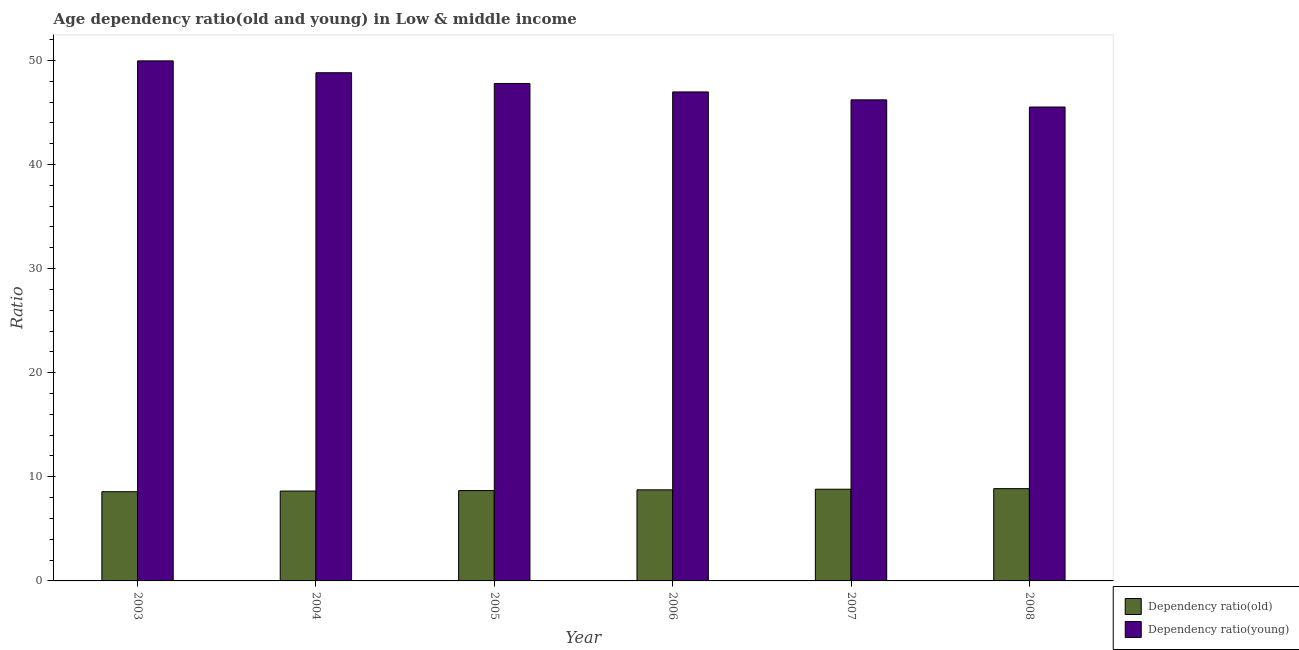 Age dependency ratio(old and young) in Low & middle income
50
40
30
20
10
0
Ratio
2003
2004
2005
2006
2007
2008
Year
Dependency ratio(old)
Dependency ratio(young)